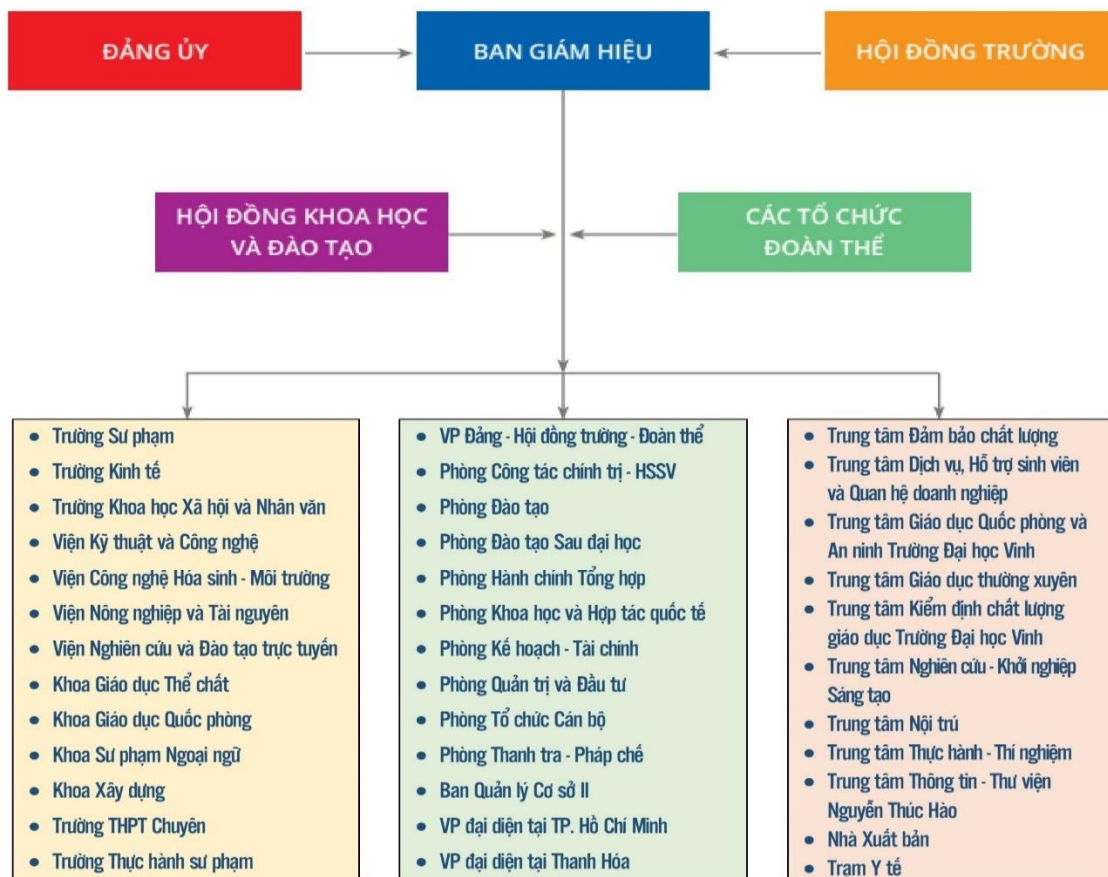 ĐẢNG ỦY
BAN GIÁM HIỆU
HỘI ĐỒNG TRƯỜNG
HỘI ĐỒNG KHOA HỌC
VÀ ĐÀO TẠO
CÁC TỔ CHỨC
ĐOÀN THỂ
• Trường Sư phạm
• Trường Kinh tế
• Trường Khoa học Xã hội và Nhân văn
• Viện Kỹ thuật và Công nghệ
• Viện Công nghệ Hóa sinh - Môi trường
• Viện Nông nghiệp và Tài nguyên
• Viện Nghiên cứu và Đào tạo trực tuyến
• Khoa Giáo dục Thể chất
• Khoa Giáo dục Quốc phòng
• Khoa Sư phạm Ngoại ngữ
• Khoa Xây dựng
• Trường THPT Chuyên
• Trường Thực hành sư phạm
• VP Đảng - Hội đồng trường - Đoàn thể
• Phòng Công tác chính trị - HSSV
• Phòng Đào tạo
• Phòng Đào tạo Sau đại học
• Phòng Hành chính Tổng hợp
• Phòng Khoa học và Hợp tác quốc tế
• Phòng Kế hoạch - Tài chính
• Phòng Quản trị và Đầu tư
• Phòng Tổ chức Cán bộ
• Phòng Thanh tra - Pháp chế
• Ban Quản lý Cơ sở II
• VP đại diện tại TP. Hồ Chí Minh
• VP đại diện tại Thanh Hóa
• Trung tâm Đảm bảo chất lượng
• Trung tâm Dịch vụ, Hỗ trợ sinh viên
và Quan hệ doanh nghiệp
• Trung tâm Giáo dục Quốc phòng và
An ninh Trường Đại học Vinh
• Trung tâm Giáo dục thường xuyên
• Trung tâm Kiểm định chất lượng
giáo dục Trường Đại học Vinh
• Trung tâm Nghiên cứu - Khởi nghiệp
Sáng tạo
• Trung tâm Nội trú
• Trung tâm Thực hành - Thí nghiệm
• Trung tâm Thông tin - Thư viện
Nguyễn Thúc Hào
• Nhà Xuất bản
• Trạm Y tế